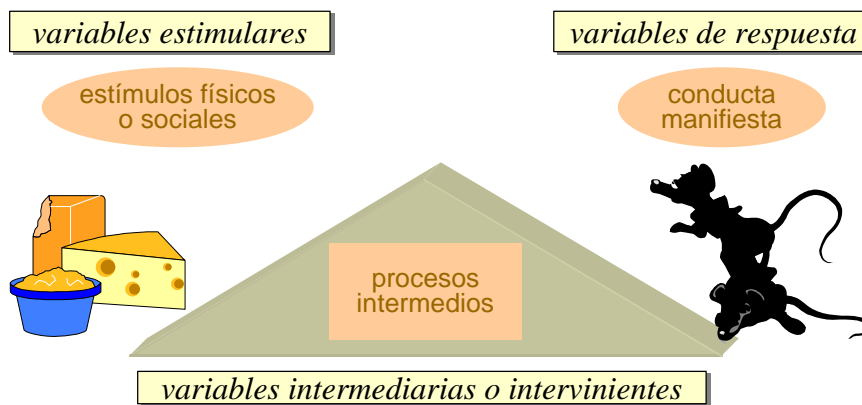 variables estimulares
variables de respuesta
estímulos físicos
o sociales
conducta
manifiesta
procesos
intermedios
variables intermediarias o intervinientes